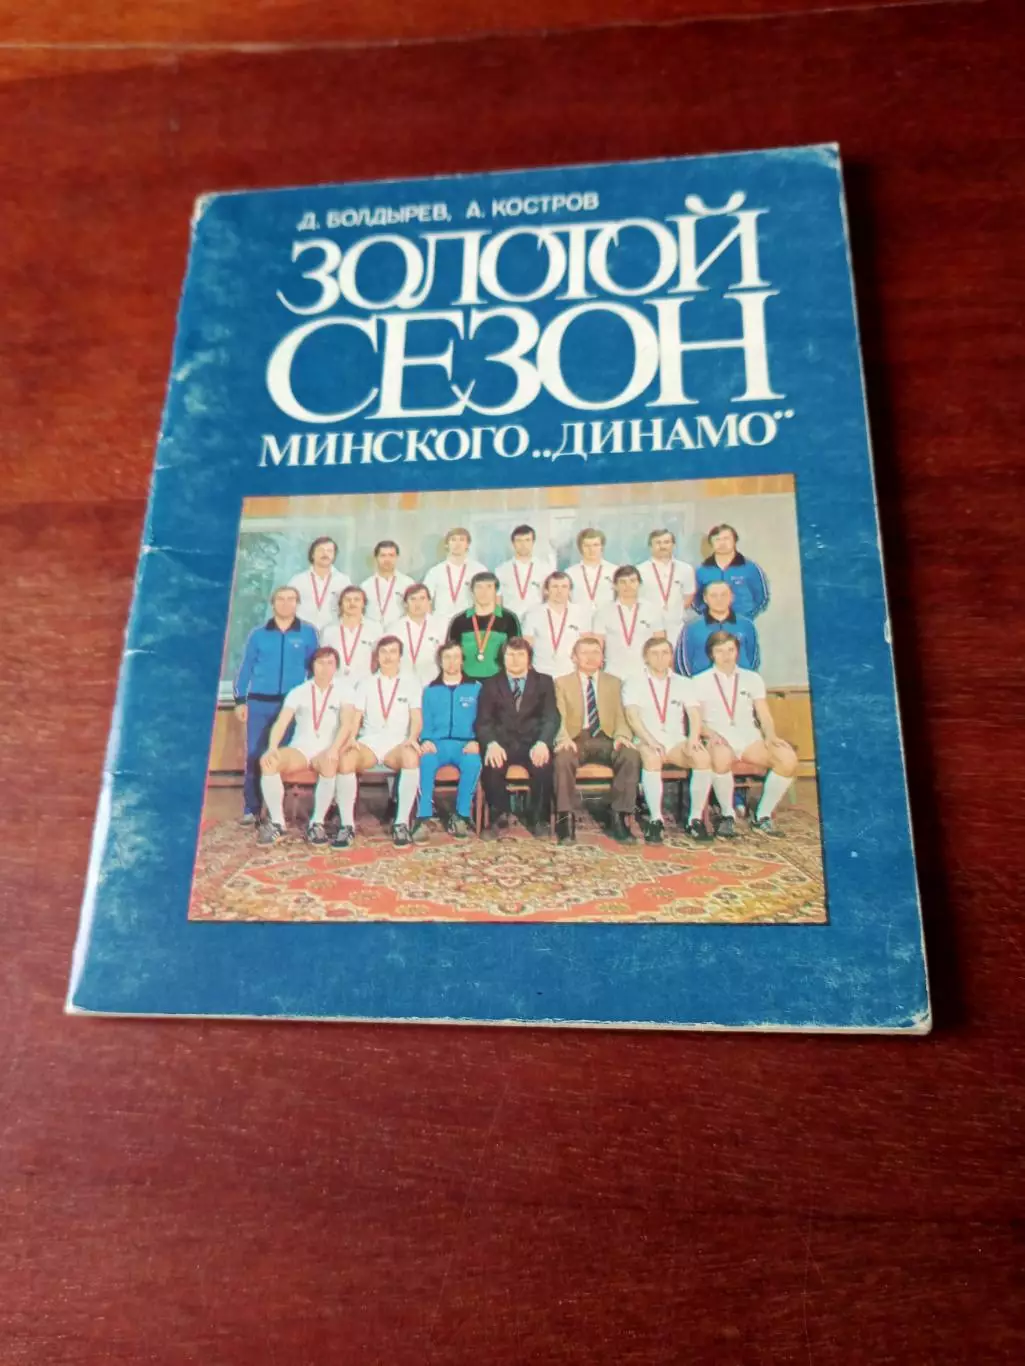 Д. БОЛДЫРЕВ, А. КОСТРОВ
ЗОЛОТОЙ
СЕЗОН
МИНСКОГО „ДИНАМО“